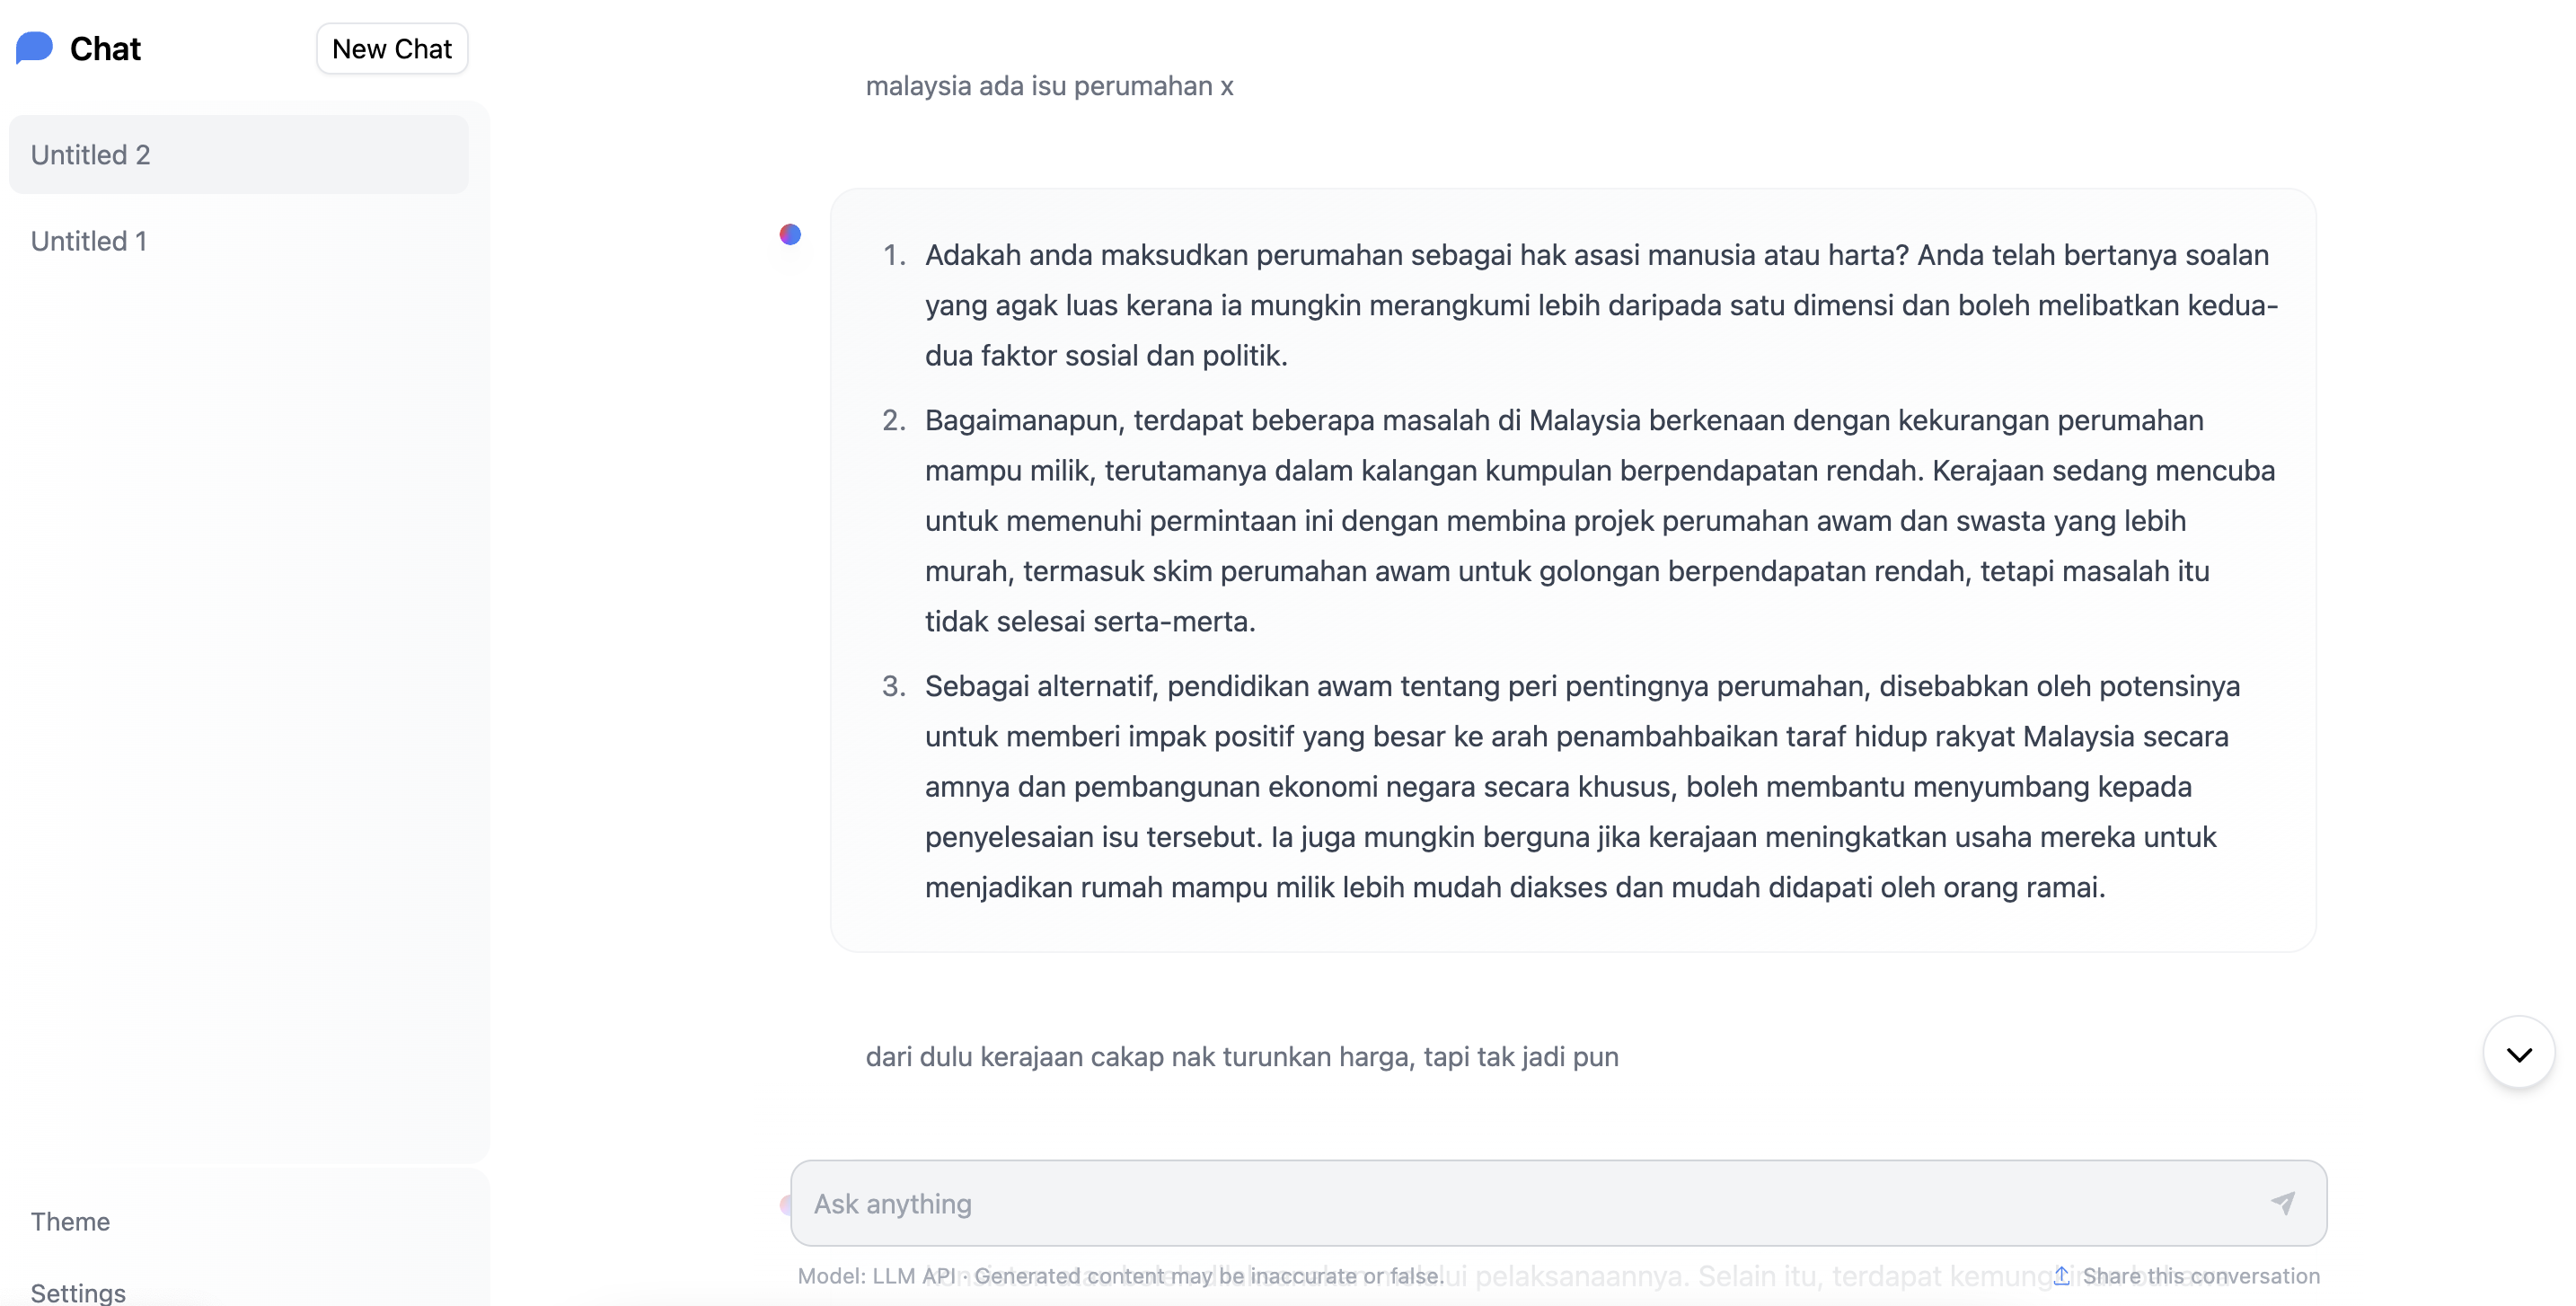 Chat
New Chat
Untitled 2
Untitled 1
Theme
Settings
malaysia ada isu perumahan x
1. Adakah anda maksudkan perumahan sebagai hak asasi manusia atau harta? Anda telah bertanya soalan
yang agak luas kerana ia mungkin merangkumi lebih daripada satu dimensi dan boleh melibatkan kedua-
dua faktor sosial dan politik.
2. Bagaimanapun, terdapat beberapa masalah di Malaysia berkenaan dengan kekurangan perumahan
mampu milik, terutamanya dalam kalangan kumpulan berpendapatan rendah. Kerajaan sedang mencuba
untuk memenuhi permintaan ini dengan membina projek perumahan awam dan swasta yang lebih
murah, termasuk skim perumahan awam untuk golongan berpendapatan rendah, tetapi masalah itu
tidak selesai serta-merta.
3. Sebagai alternatif, pendidikan awam tentang peri pentingnya perumahan, disebabkan oleh potensinya
untuk memberi impak positif yang besar ke arah penambahbaikan taraf hidup rakyat Malaysia secara
amnya dan pembangunan ekonomi negara secara khusus, boleh membantu menyumbang kepada
penyelesaian isu tersebut. Ia juga mungkin berguna jika kerajaan meningkatkan usaha mereka untuk
menjadikan rumah mampu milik lebih mudah diakses dan mudah didapati oleh orang ramai.
dari dulu kerajaan cakap nak turunkan harga, tapi tak jadi pun
Ask anything
Model: LLM API · Generated content may be inaccurate or false.
pelaksanaannya. Selain itu, terdapat
Share this conversation